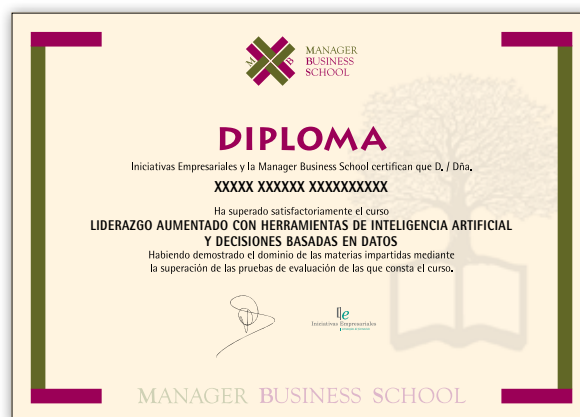 M B
MANAGER
BUSINESS
SCHOOL
DIPLOMA
Iniciativas Empresariales y la Manager Business School certifican que D. / Dña.
XXXXX XXXXXX XXXXXXXXXX
Ha superado satisfactoriamente el curso
LIDERAZGO AUMENTADO CON HERRAMIENTAS DE INTELIGENCIA ARTIFICIAL
Y DECISIONES BASADAS EN DATOS
Habiendo demostrado el dominio de las materias impartidas mediante
la superación de las pruebas de evaluación de las que consta el curso.
Iniciativas Empresariales
MANAGER BUSINESS SCHOOL